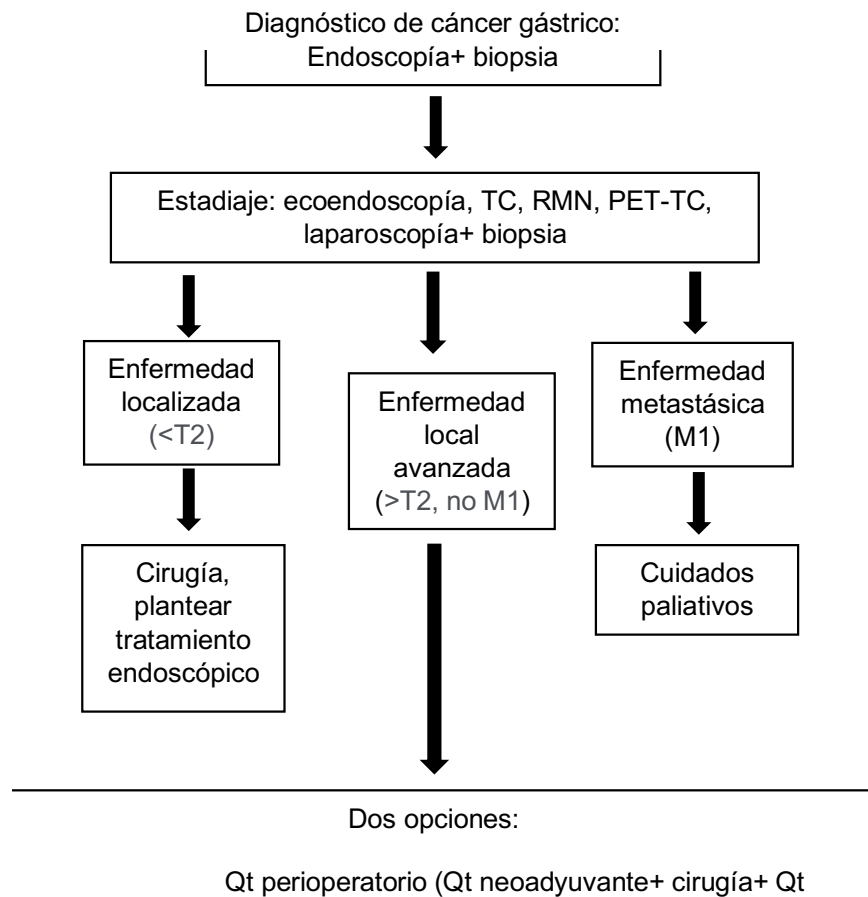 Diagnóstico de cáncer gástrico:
Endoscopía+ biopsia
Estadiaje: ecoendoscopía, TC, RMN, PET-TC,
laparoscopía+ biopsia
Enfermedad
localizada
(<T2)
Enfermedad
local
avanzada
(>T2, no M1)
Enfermedad
metastásica
(M1)
Cirugía,
plantear
tratamiento
endoscópico
Cuidados
paliativos
Dos opciones:
Qt perioperatorio (Qt neoadyuvante+ cirugía+ Qt